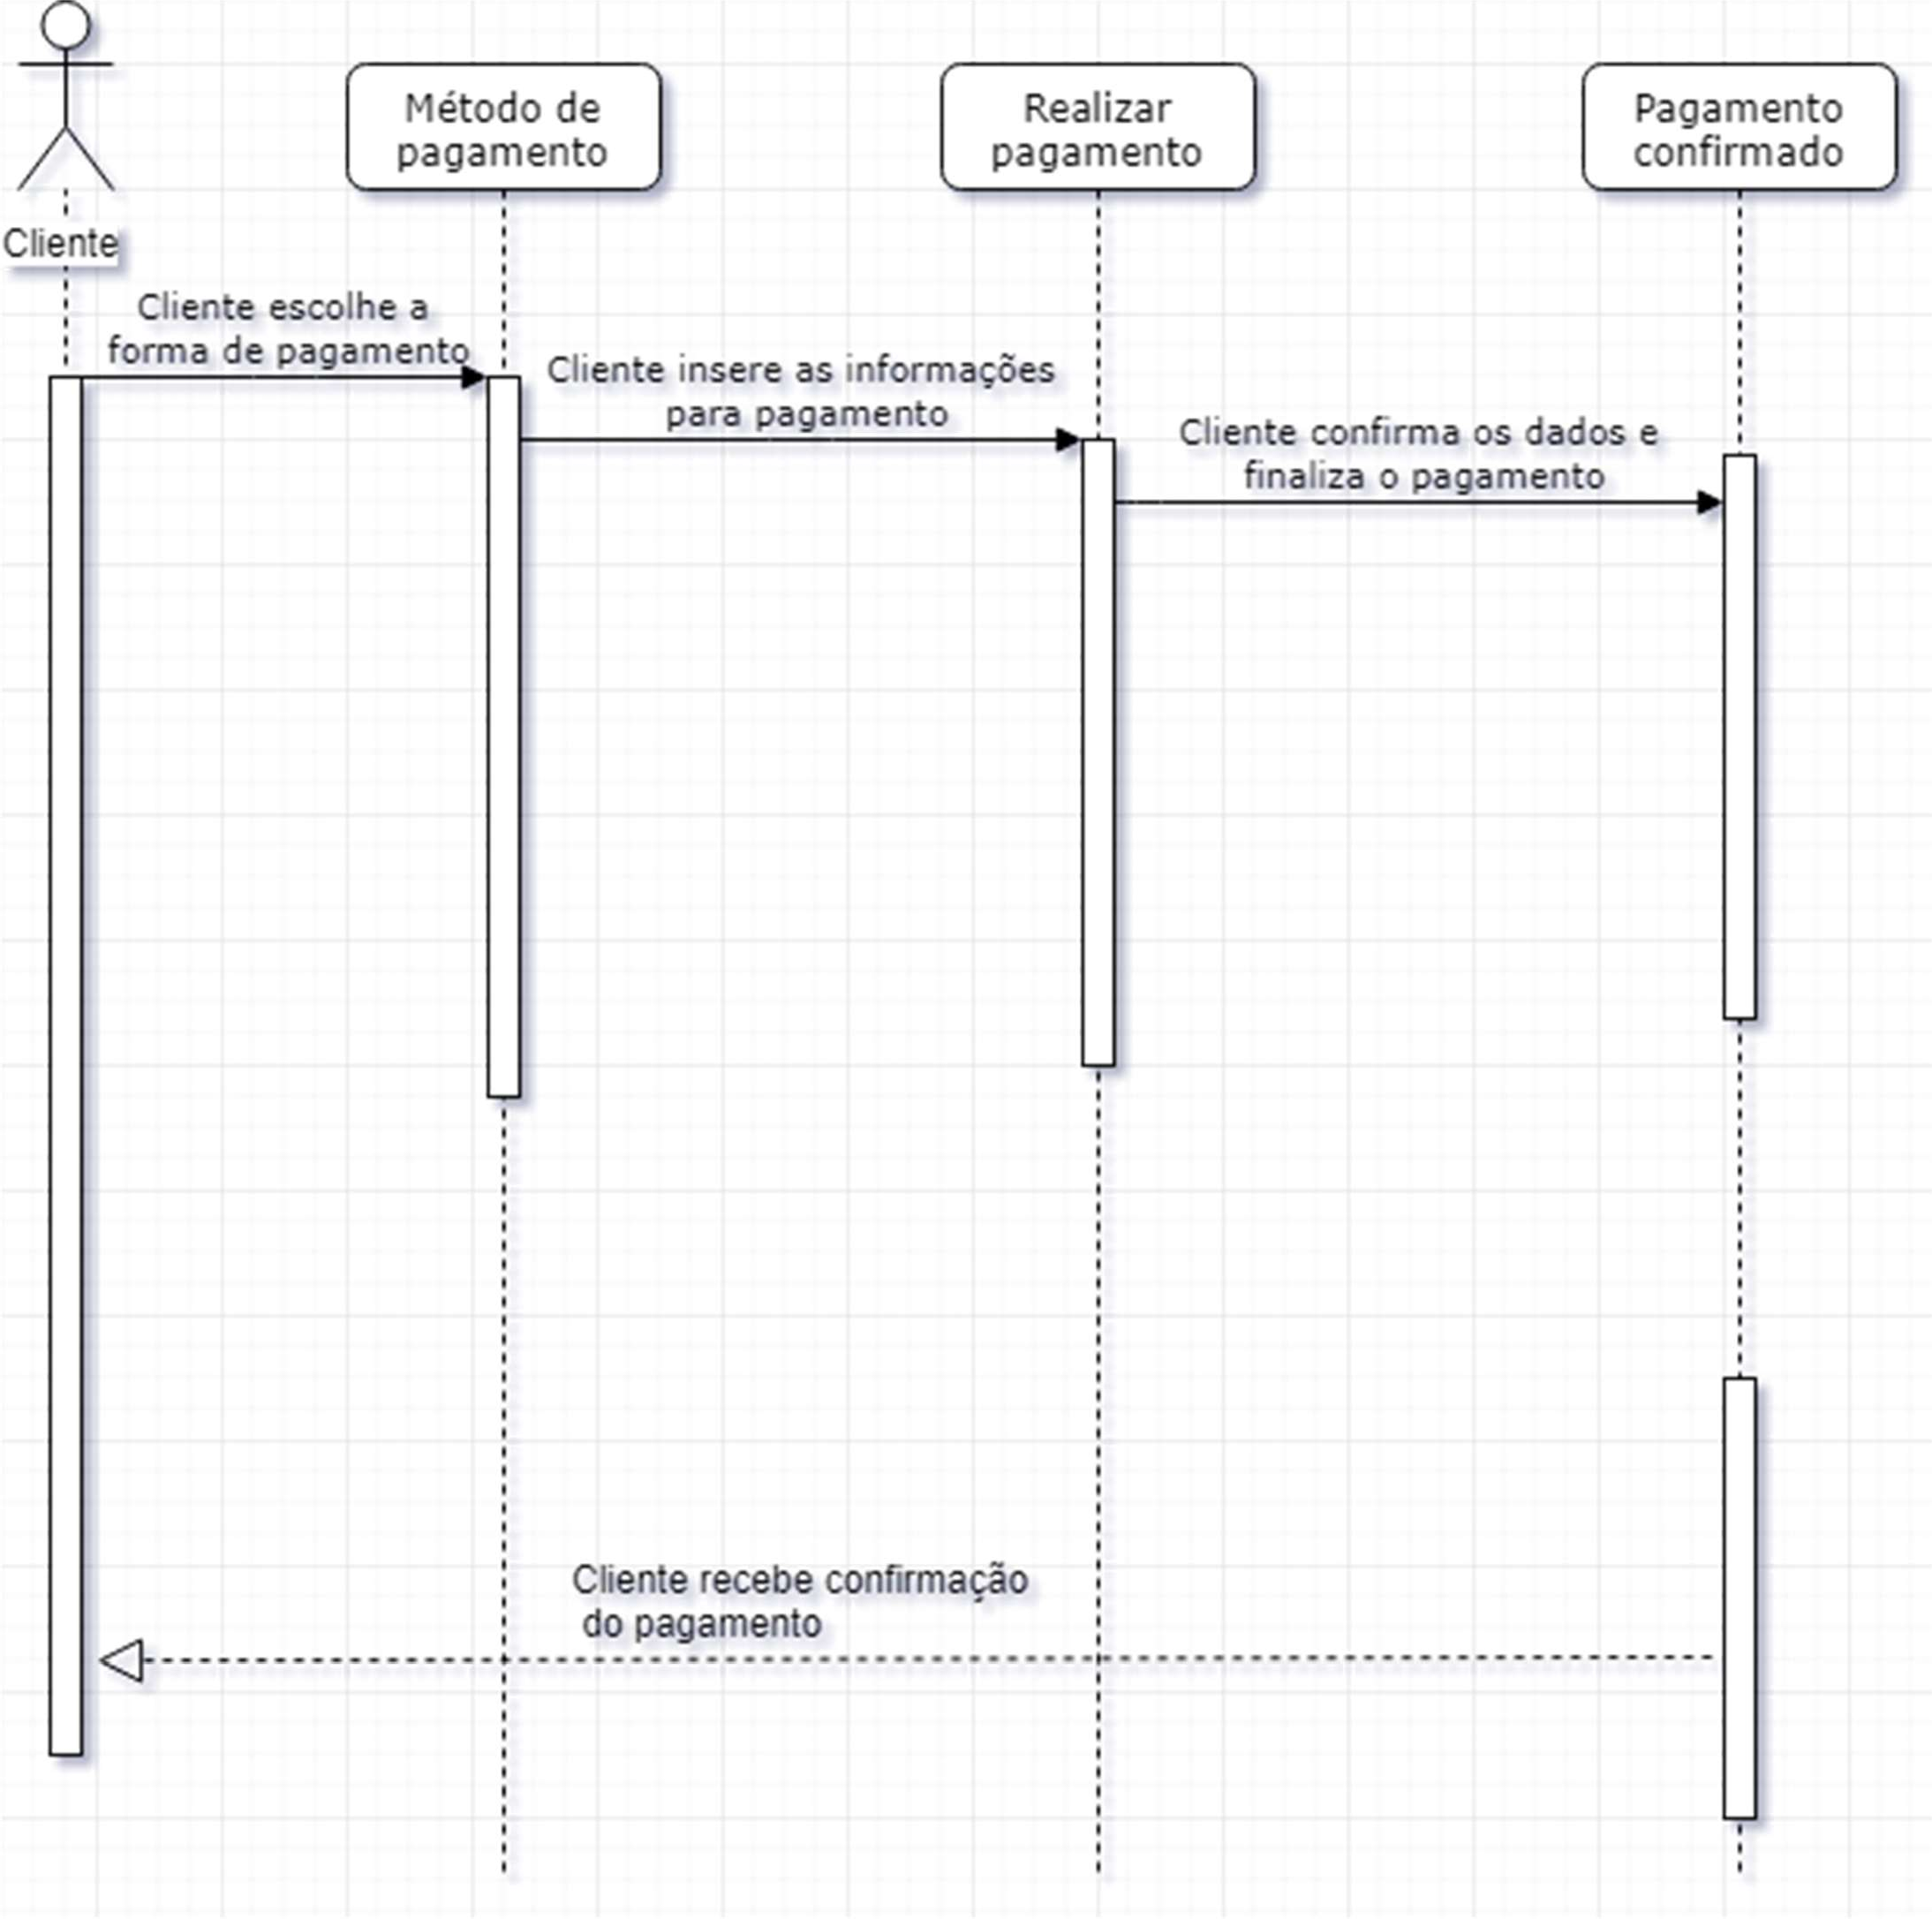 Método de
pagamento
Realizar
pagamento
Pagamento
confirmado
Cliente
Cliente escolhe a
forma de pagamento
Cliente insere as informações
para pagamento
Cliente confirma os dados e
finaliza o pagamento
Cliente recebe confirmação
do pagamento